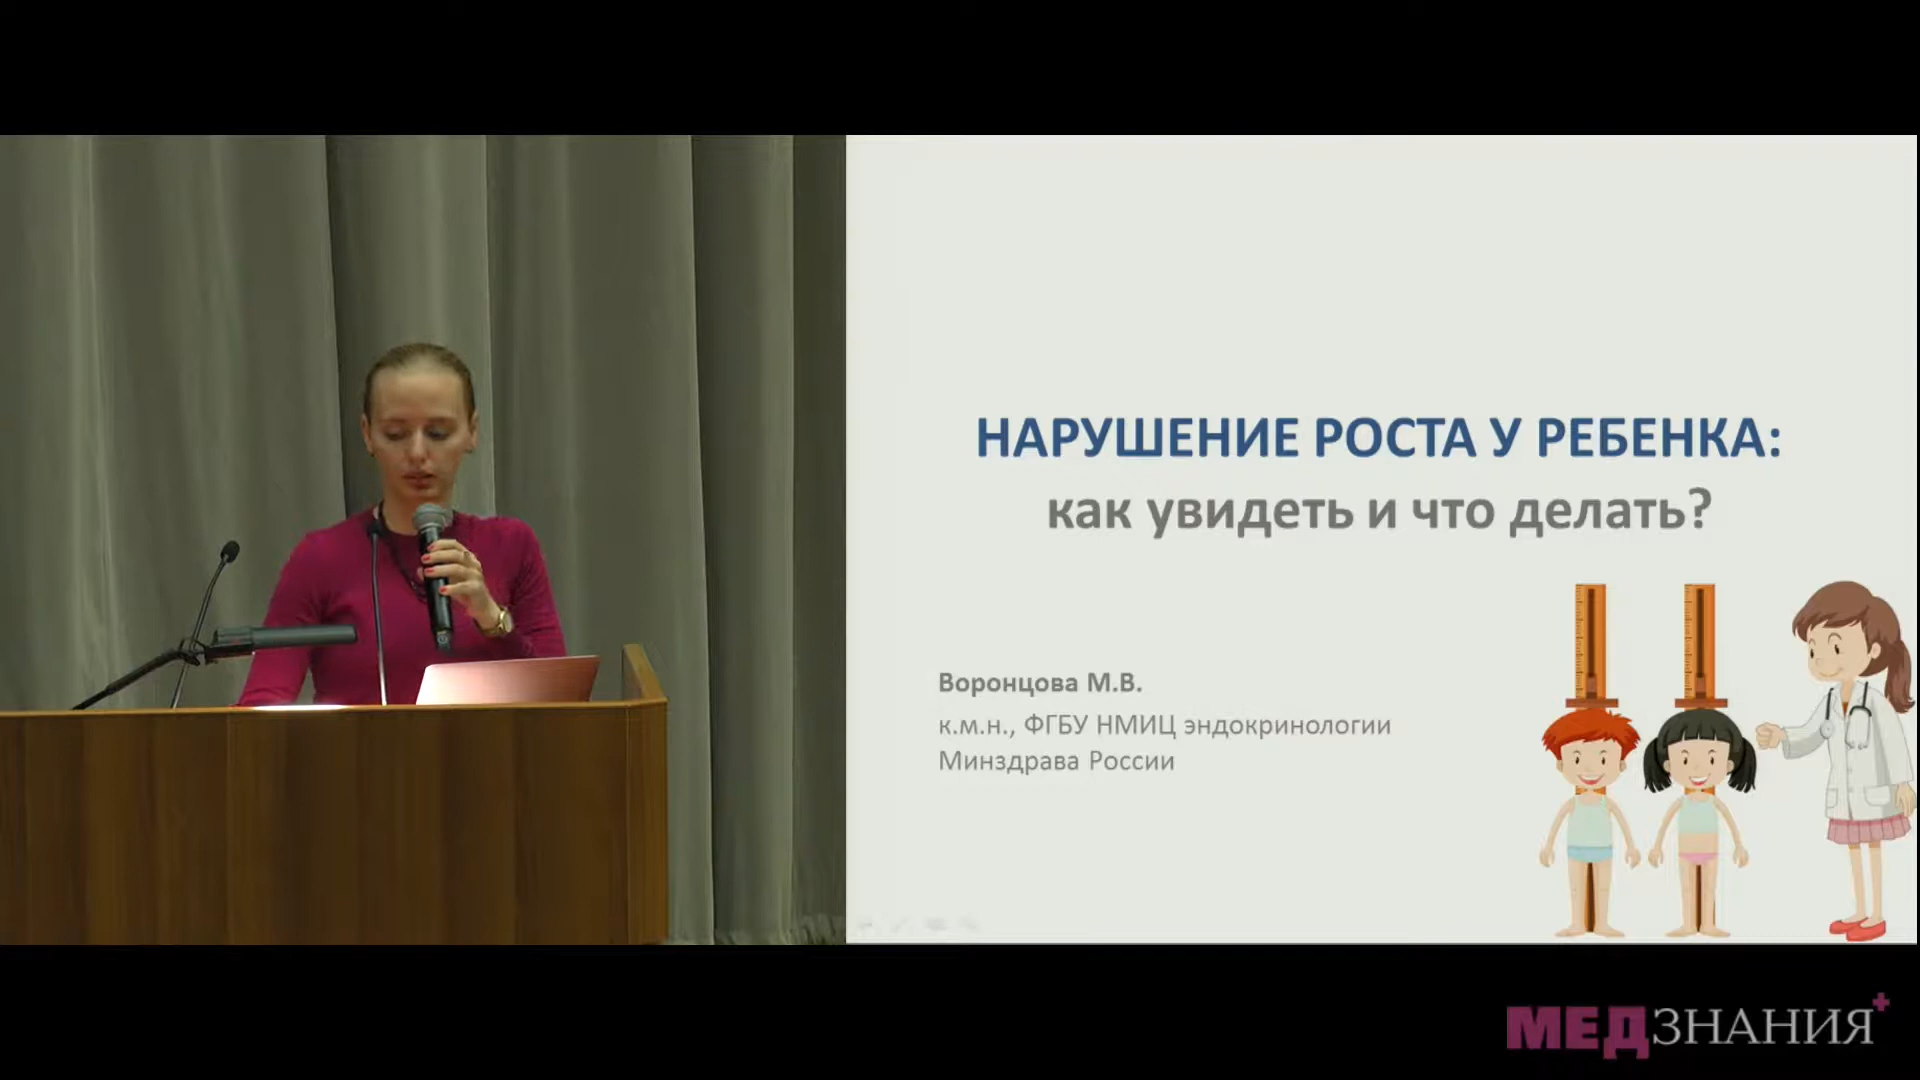 НАРУШЕНИЕ РОСТА У РЕБЕНКА:
как увидеть и что делать?
Воронцова М.В.
к.м.н., ФГБУ НМИЦ эндокринологии
Минздрава России
МЕДЗНАНИЯ+